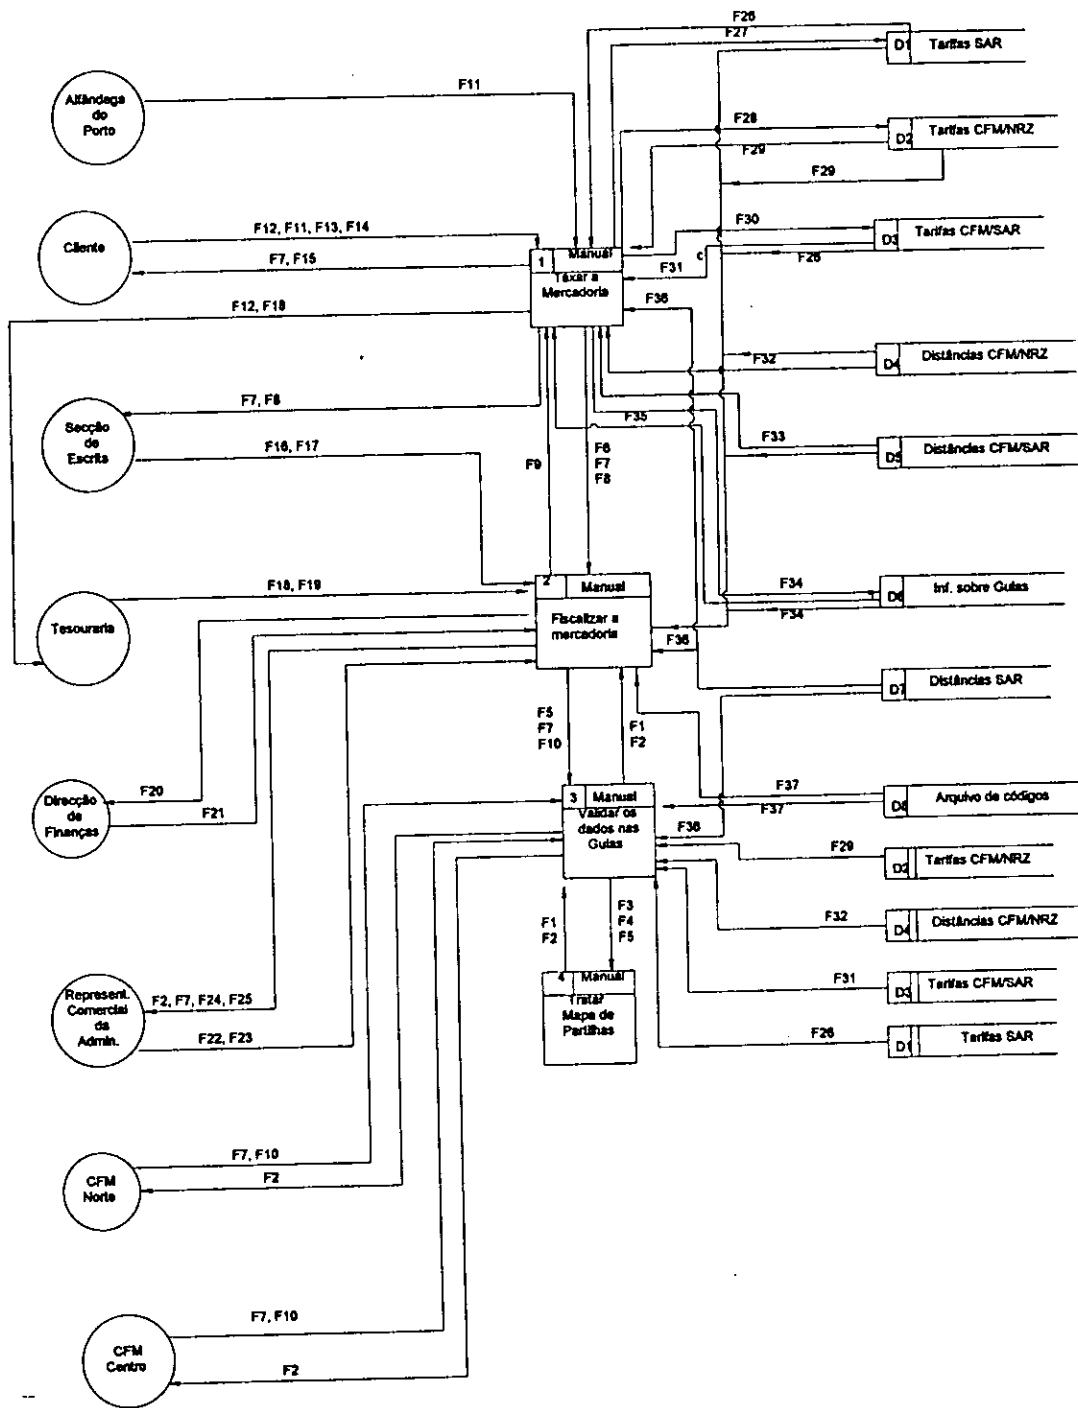 F26
F27
D1 Tarifas SAR
Alfândega
do
Porto
F11
F28
D2 Tarifas CFM/NRZ
F29
F29
Cliente
F12, F11, F13, F14
F7, F15
F30
D3 Tarifas CFM/SAR
c
F26
F31
1 Manual
Taxar a
Mercadoria
F12, F18
F36
D4 Distâncias CFM/NRZ
F32
Secção
de
Escrita
F7, F8
F16, F17
F35
F33
D5 Distâncias CFM/SAR
F9
F6
F7
F8
Tesouraria
F18, F19
2 Manual
Fiscalizar a
mercadoria
F34
D6 Inf. sobre Guias
F34
F36
D7 Distâncias SAR
F5
F7
F10
F1
F2
Direcção
de
Finanças
F20
F21
F37
D8 Arquivo de códigos
F37
3 Manual
Validar os
dados nas
Guias
F36
F29
D2 Tarifas CFM/NRZ
F32
D4 Distâncias CFM/NRZ
F1
F2
F3
F4
F5
4 Manual
Tratar
Mapa de
Partilhas
F31
D3 Tarifas CFM/SAR
F26
D1 Tarifas SAR
Represent.
Comercial
da
Admin.
F2, F7, F24, F25
F22, F23
CFM
Norte
F7, F10
F2
CFM
Centro
F7, F10
F2